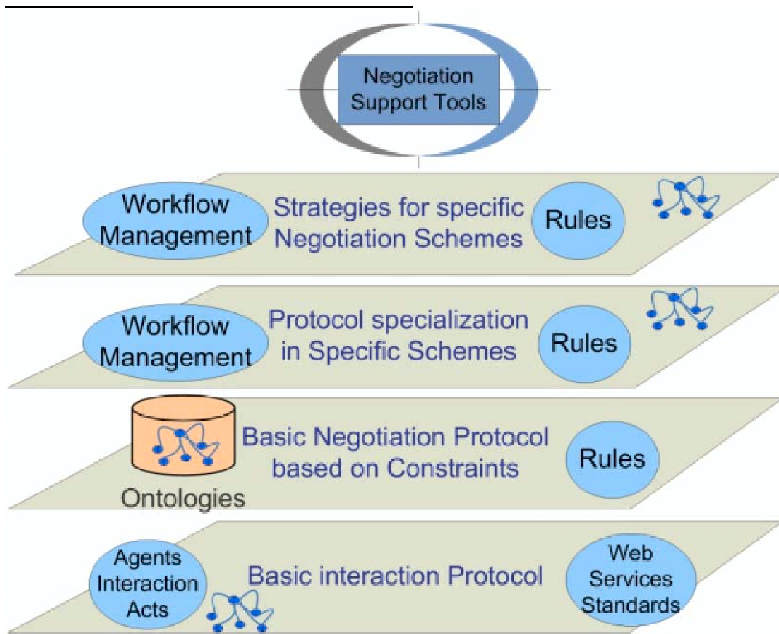 Negotiation
Support Tools
Workflow
Management
Strategies for specific
Negotiation Schemes
Rules
Workflow
Management
Protocol specialization
in Specific Schemes
Rules
Ontologies
Basic Negotiation Protocol
based on Constraints
Rules
Agents
Interaction
Acts
Basic interaction Protocol
Web
Services
Standards